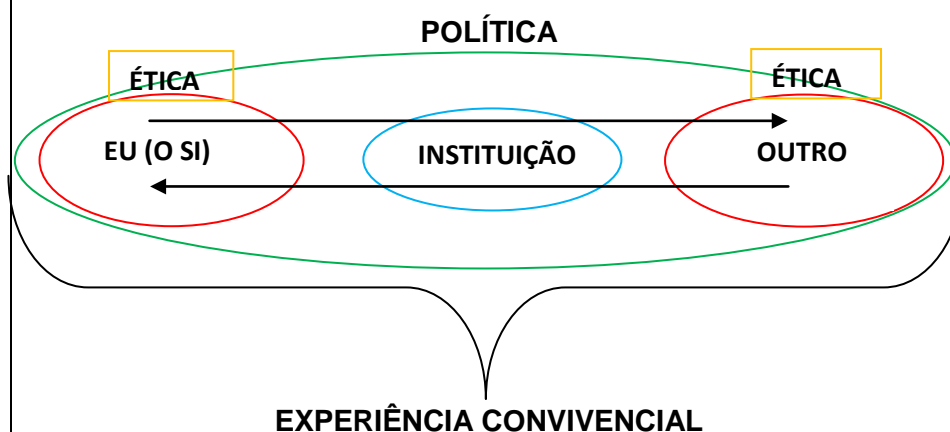 POLÍTICA
ÉTICA ÉTICA
EU (O SI) INSTITUIÇÃO OUTRO
EXPERIÊNCIA CONVIVENCIAL